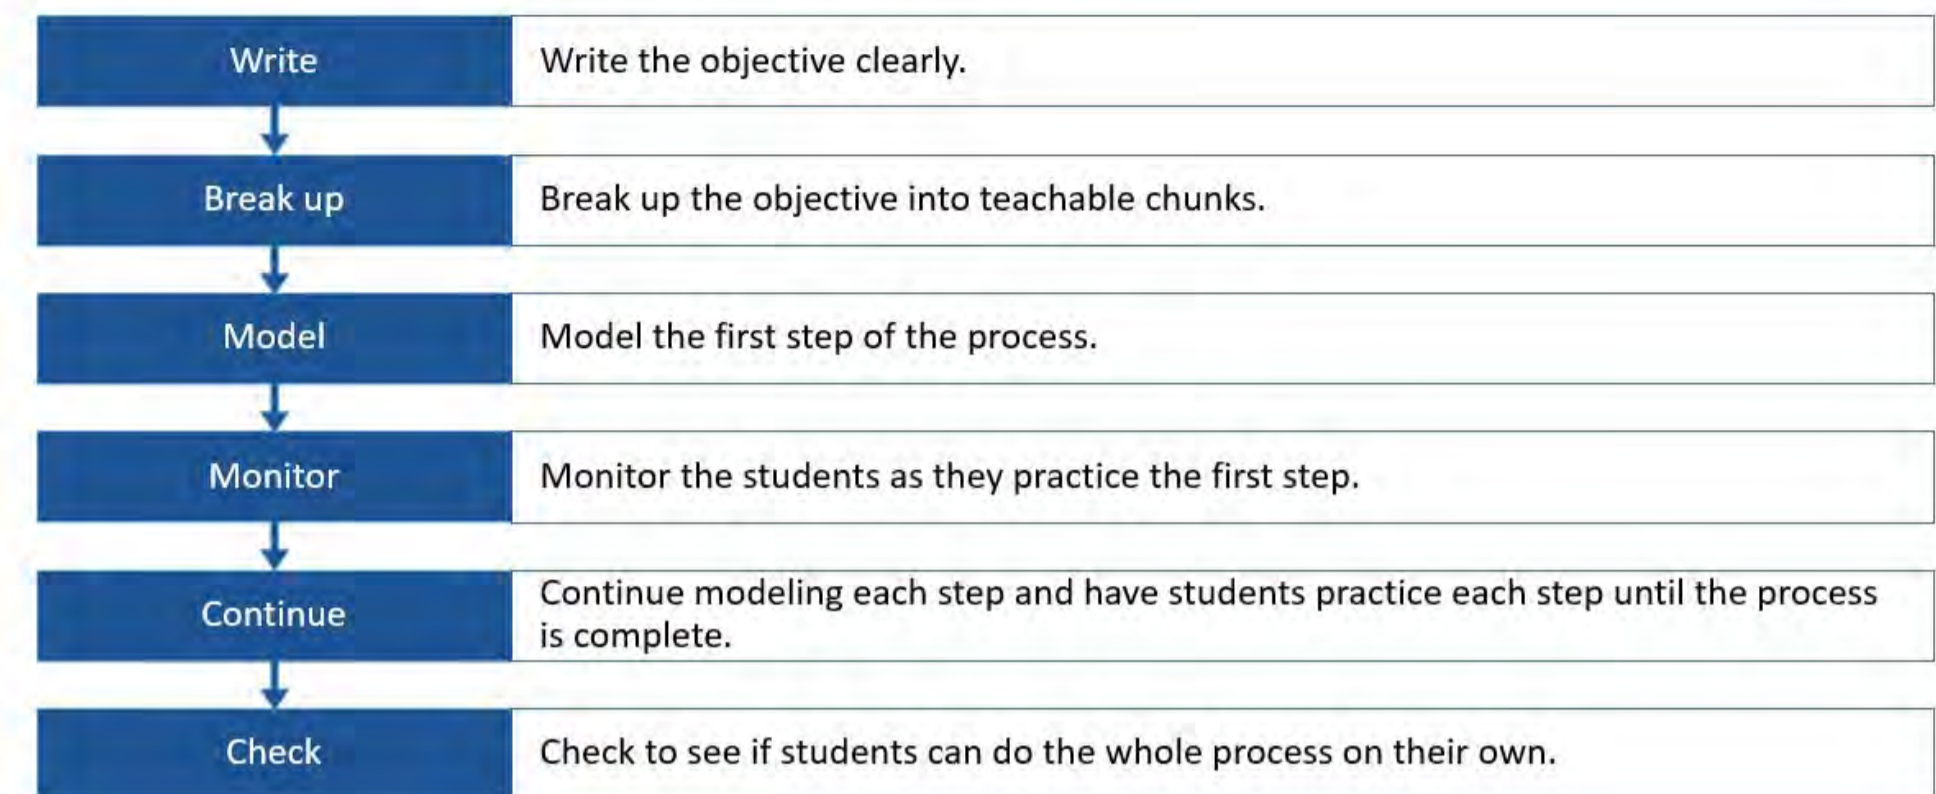 Write
Write the objective clearly.
Break up
Break up the objective into teachable chunks.
Model
Model the first step of the process.
Monitor
Monitor the students as they practice the first step.
Continue
Continue modeling each step and have students practice each step until the process
is complete.
Check
Check to see if students can do the whole process on their own.